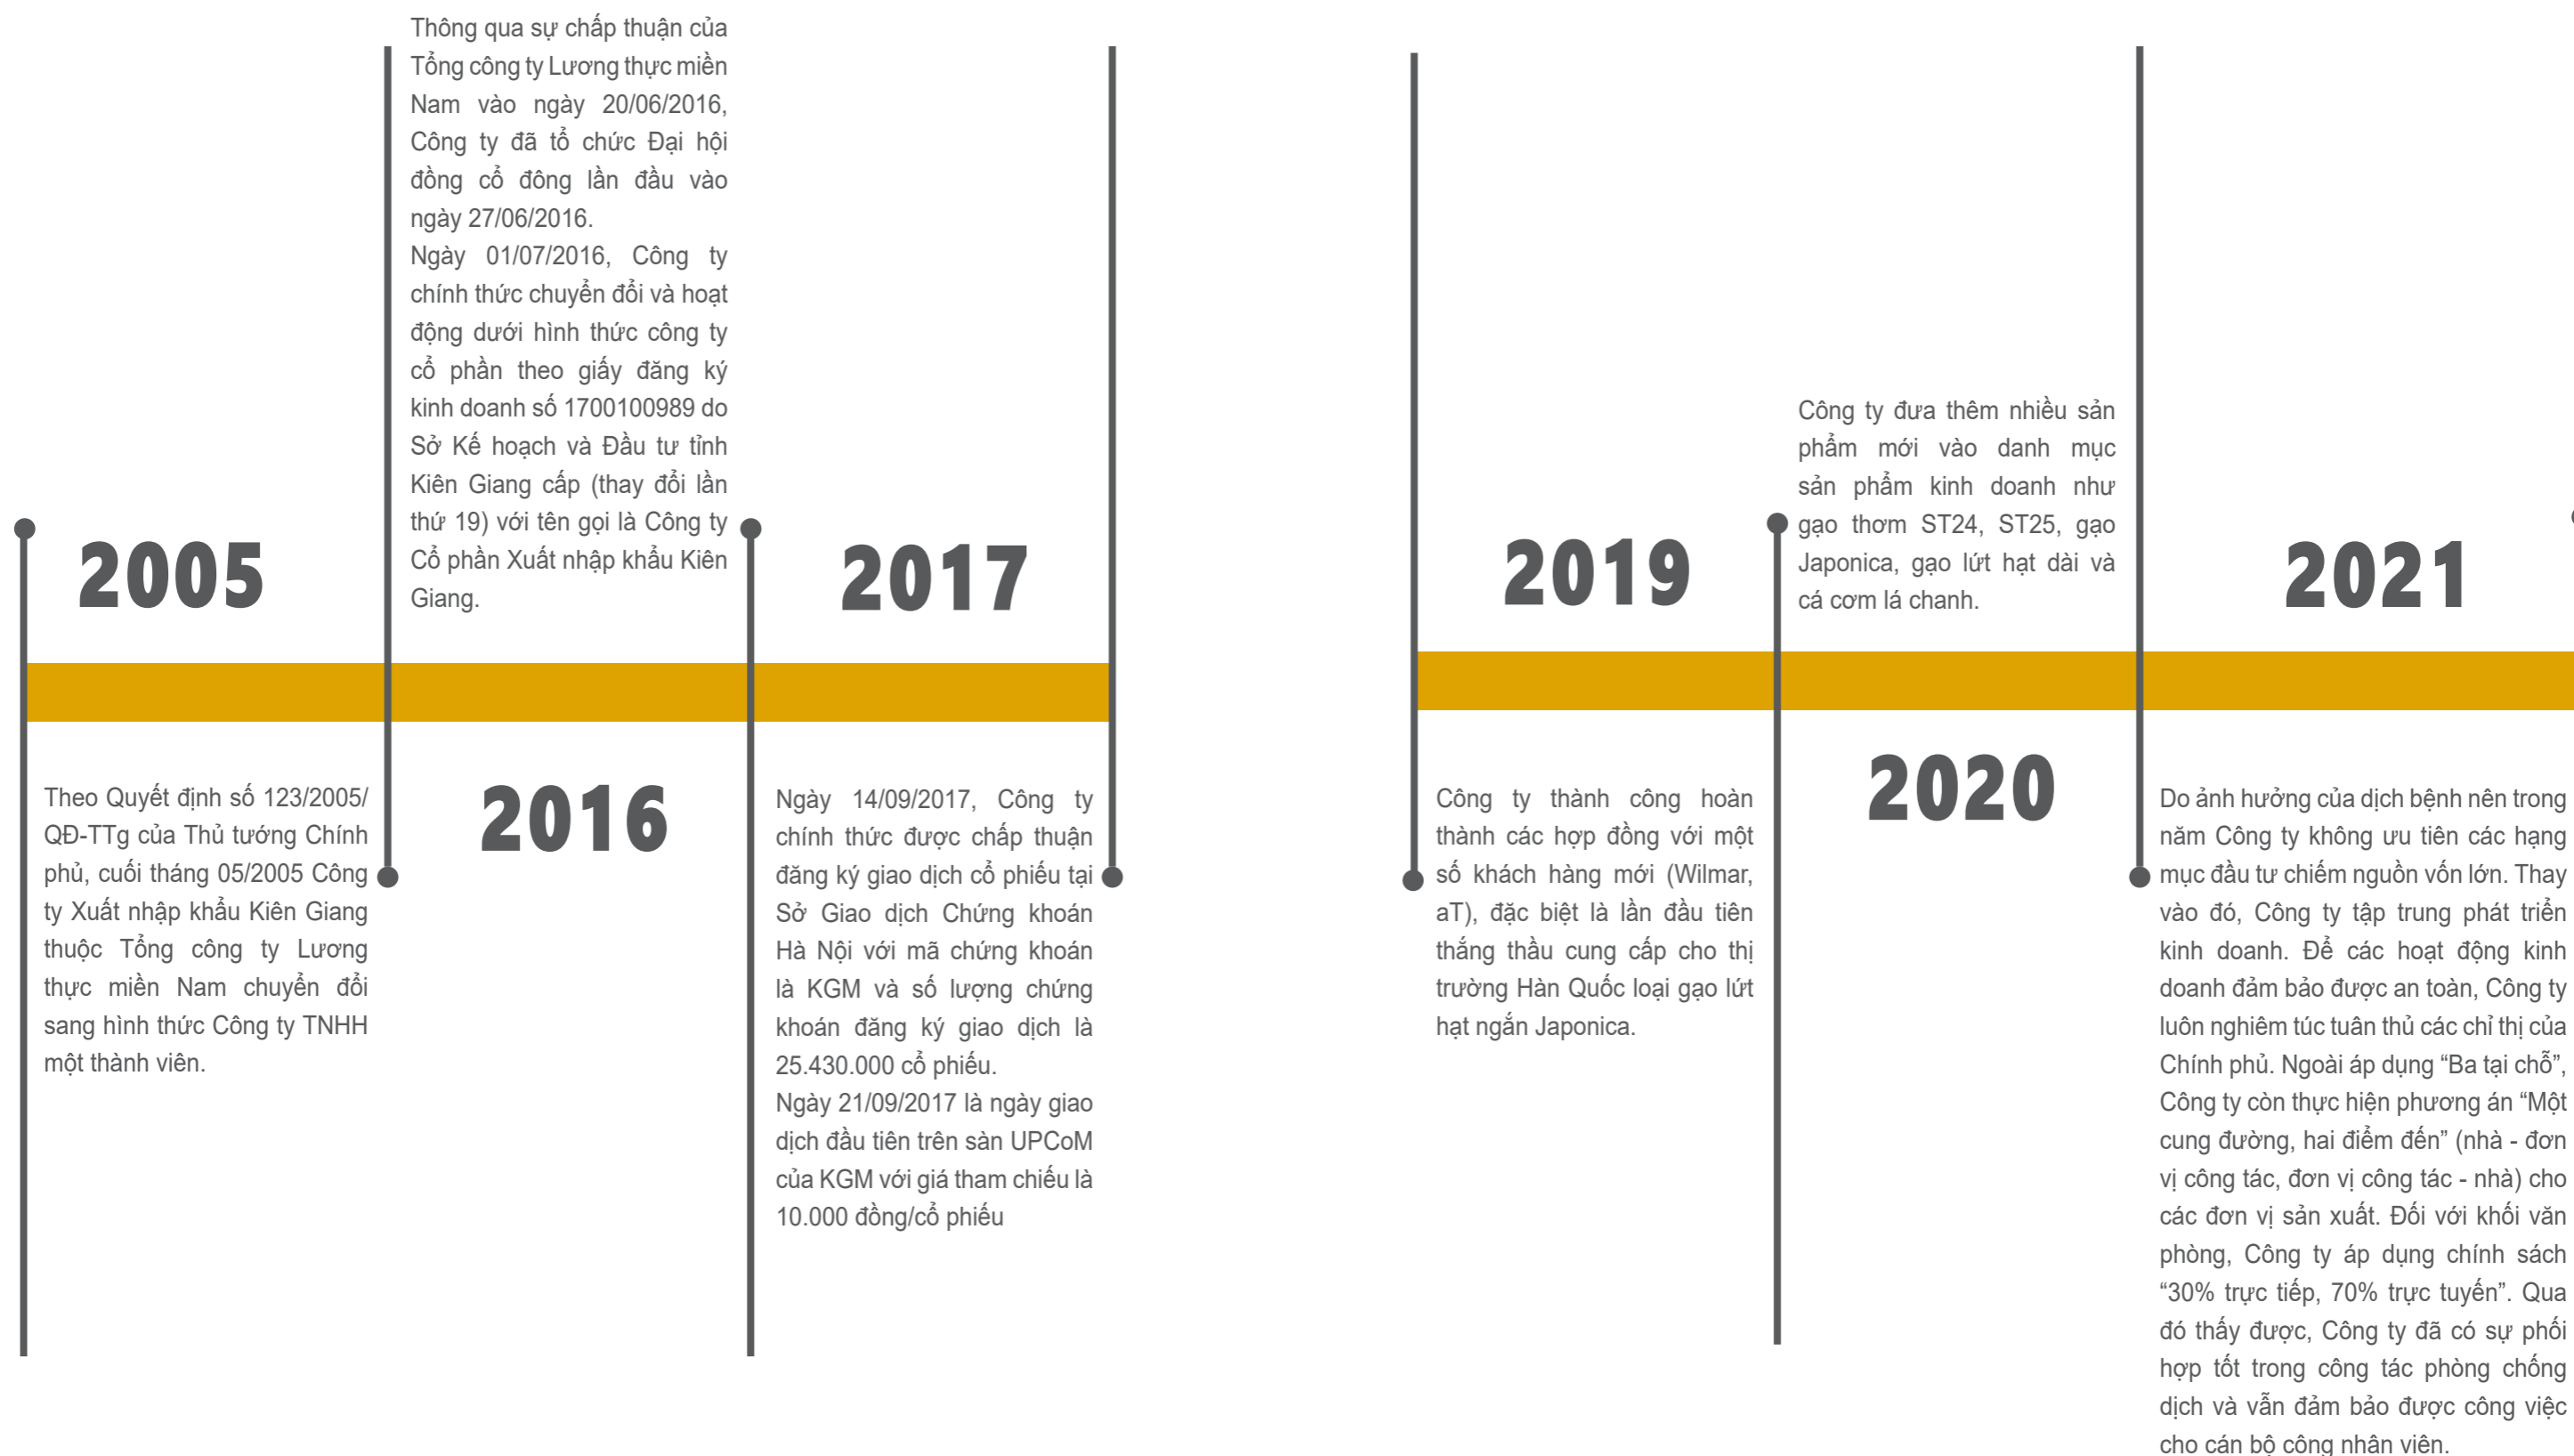 2005
Theo Quyết định số 123/2005/
QĐ-TTg của Thủ tướng Chính
phủ, cuối tháng 05/2005 Công
ty Xuất nhập khẩu Kiên Giang
thuộc Tổng công ty Lương
thực miền Nam chuyển đổi
sang hình thức Công ty TNHH
một thành viên.
Thông qua sự chấp thuận của
Tổng công ty Lương thực miền
Nam vào ngày 20/06/2016,
Công ty đã tổ chức Đại hội
đồng cổ đông lần đầu vào
ngày 27/06/2016.
Ngày 01/07/2016, Công ty
chính thức chuyển đổi và hoạt
động dưới hình thức công ty
cổ phần theo giấy đăng ký
kinh doanh số 1700100989 do
Sở Kế hoạch và Đầu tư tỉnh
Kiên Giang cấp (thay đổi lần
thứ 19) với tên gọi là Công ty
Cổ phần Xuất nhập khẩu Kiên
Giang.
2016
2017
Ngày 14/09/2017, Công ty
chính thức được chấp thuận
đăng ký giao dịch cổ phiếu tại
Sở Giao dịch Chứng khoán
Hà Nội với mã chứng khoán
là KGM và số lượng chứng
khoán đăng ký giao dịch là
25.430.000 cổ phiếu.
Ngày 21/09/2017 là ngày giao
dịch đầu tiên trên sàn UPCoM
của KGM với giá tham chiếu là
10.000 đồng/cổ phiếu
2019
Công ty thành công hoàn
thành các hợp đồng với một
số khách hàng mới (Wilmar,
aT), đặc biệt là lần đầu tiên
thắng thầu cung cấp cho thị
trường Hàn Quốc loại gạo lứt
hạt ngắn Japonica.
Công ty đưa thêm nhiều sản
phẩm mới vào danh mục
sản phẩm kinh doanh như
gạo thơm ST24, ST25, gạo
Japonica, gạo lứt hạt dài và
cá cơm lá chanh.
2020
2021
Do ảnh hưởng của dịch bệnh nên trong
năm Công ty không ưu tiên các hạng
mục đầu tư chiếm nguồn vốn lớn. Thay
vào đó, Công ty tập trung phát triển
kinh doanh. Để các hoạt động kinh
doanh đảm bảo được an toàn, Công ty
luôn nghiêm túc tuân thủ các chỉ thị của
Chính phủ. Ngoài áp dụng “Ba tại chỗ”,
Công ty còn thực hiện phương án “Một
cung đường, hai điểm đến” (nhà - đơn
vị công tác, đơn vị công tác - nhà) cho
các đơn vị sản xuất. Đối với khối văn
phòng, Công ty áp dụng chính sách
“30% trực tiếp, 70% trực tuyến”. Qua
đó thấy được, Công ty đã có sự phối
hợp tốt trong công tác phòng chống
dịch và vẫn đảm bảo được công việc
cho cán bộ công nhân viên.